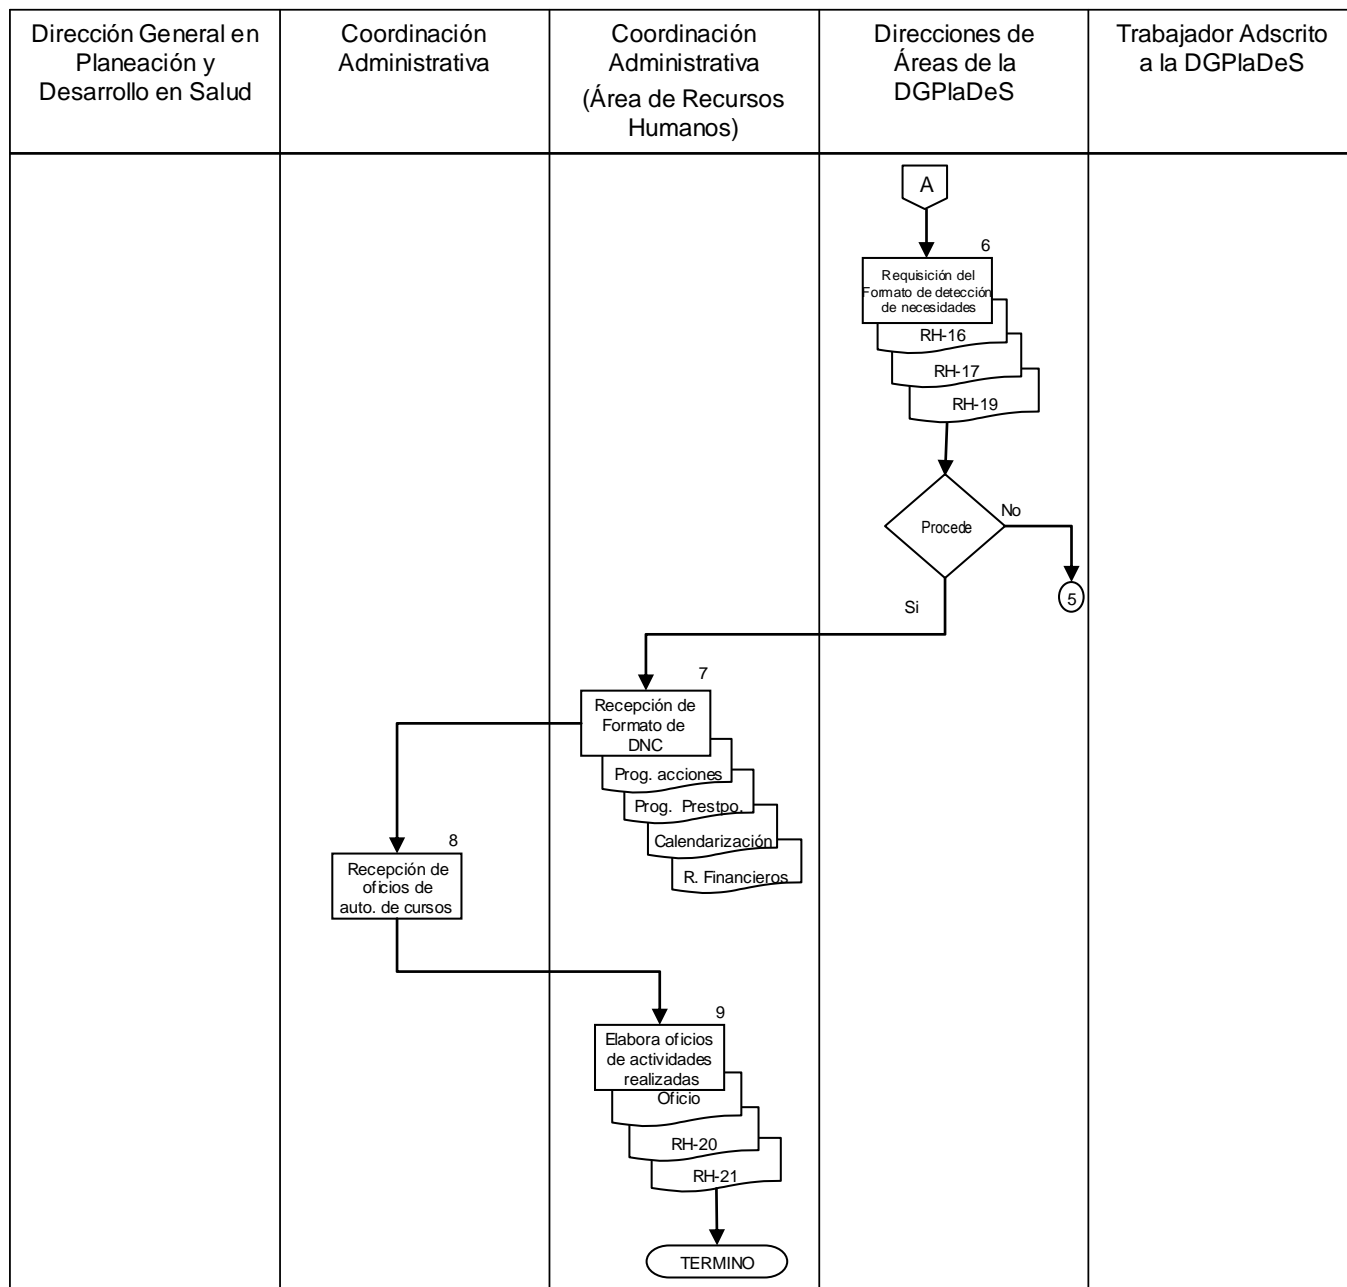 Dirección General en
Planeación y
Desarrollo en Salud
Coordinación
Administrativa
Coordinación
Administrativa
(Área de Recursos
Humanos)
Direcciones de
Áreas de la
DGPlaDeS
Trabajador Adscrito
a la DGPlaDeS
A
6
Requisición del
Formato de detección
de necesidades
RH-16
RH-17
RH-19
Procede
No
5
Si
7
Recepción de
Formato de
DNC
Prog. acciones
Prog. Prestpo.
Calendarización
R. Financieros
8
Recepción de
oficios de
auto. de cursos
9
Elabora oficios
de actividades
realizadas
Oficio
RH-20
RH-21
TERMINO